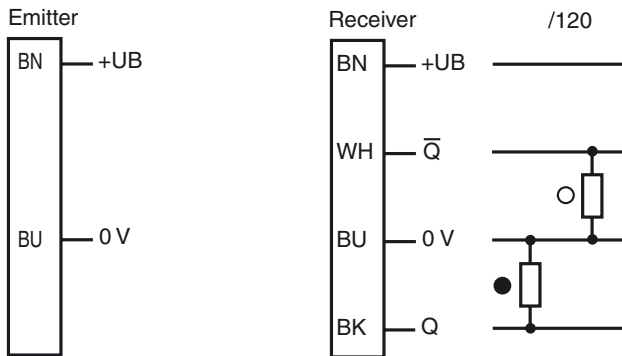 Emitter
BN +UB
BU 0 V
Receiver /120
BN +UB
WH Q̅
BU 0 V
BK Q